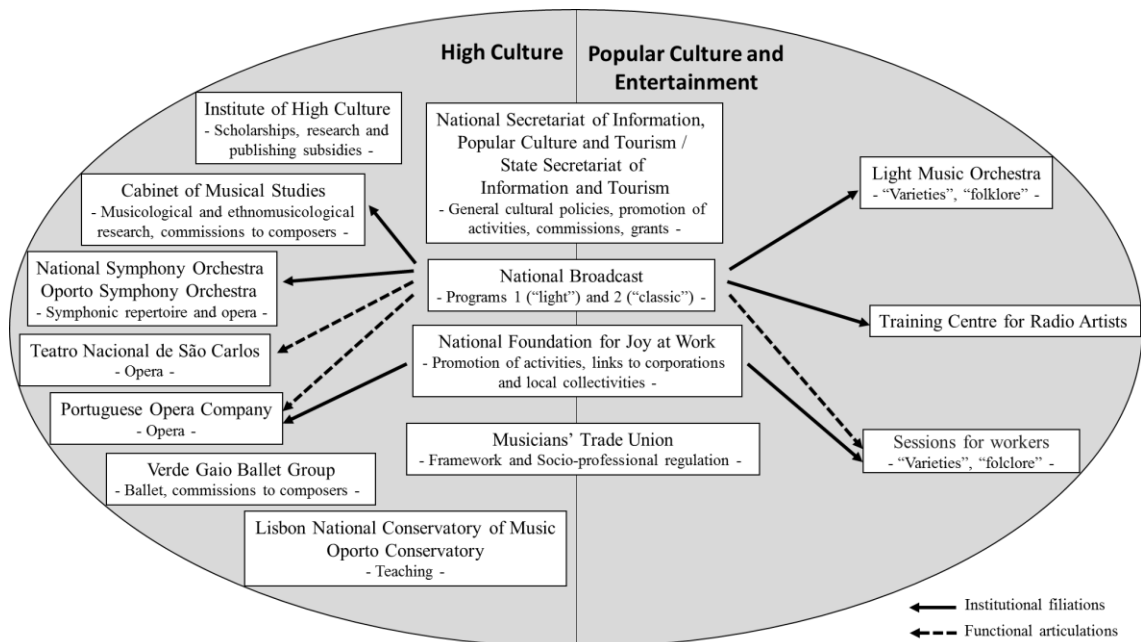 High Culture
Popular Culture and
Entertainment
Institute of High Culture
- Scholarships, research and
publishing subsidies -
Cabinet of Musical Studies
- Musicological and ethnomusicological
research, commissions to composers -
National Symphony Orchestra
Oporto Symphony Orchestra
- Symphonic repertoire and opera -
Teatro Nacional de São Carlos
- Opera -
Portuguese Opera Company
- Opera -
Verde Gaio Ballet Group
- Ballet, commissions to composers -
Lisbon National Conservatory of Music
Oporto Conservatory
- Teaching -
National Secretariat of Information,
Popular Culture and Tourism /
State Secretariat of
Information and Tourism
- General cultural policies, promotion of
activities, commissions, grants -
National Broadcast
- Programs 1 (“light”) and 2 (“classic”) -
National Foundation for Joy at Work
- Promotion of activities, links to corporations
and local collectivities -
Musicians’ Trade Union
- Framework and Socio-professional regulation -
Light Music Orchestra
- “Varieties”, “folklore” -
Training Centre for Radio Artists
Sessions for workers
- “Varieties”, “folclore” -
Institutional filiations
Functional articulations